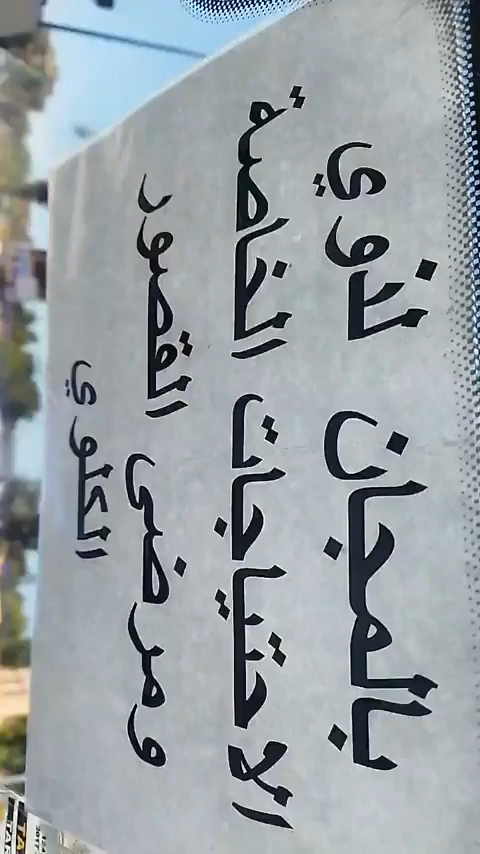 بالمجان لذوي
الاحتياجات الخاصة
ومرضى القصور
الكلوي